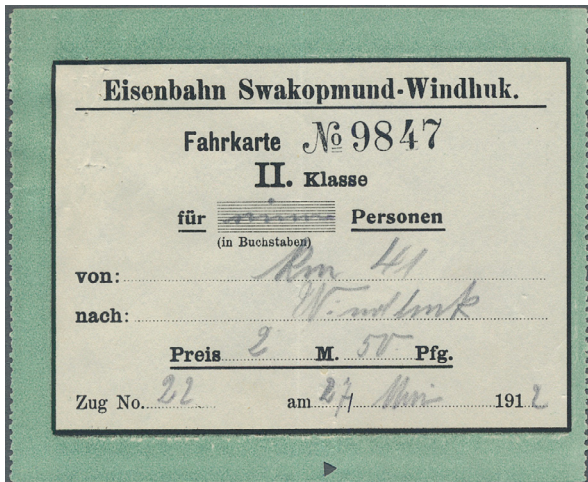 Eisenbahn Swakopmund-Windhuk.
Fahrkarte No 9847
II. Klasse
für Personen
(in Buchstaben)
von: Km 41
nach: Windhuk
Preis 2 M. 50 Pfg.
Zug No. 22 am 27/ 1912